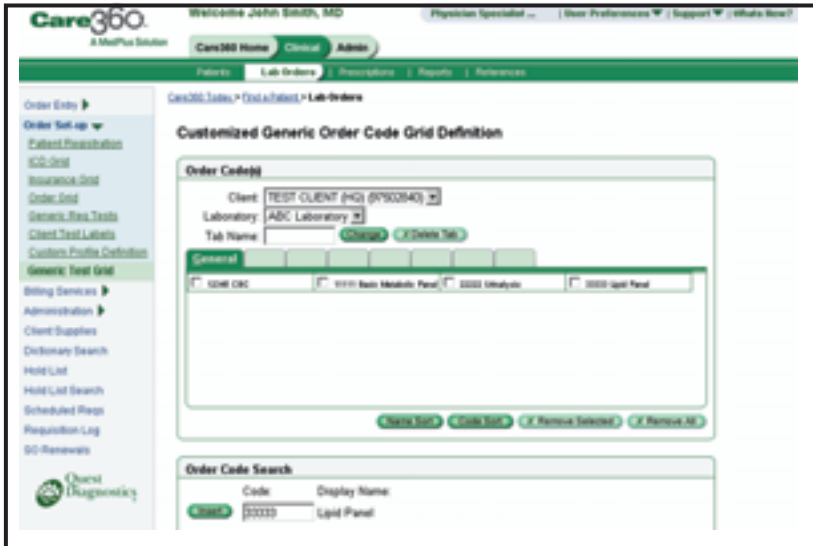 Care360.
A MedPlus Solution
Welcome John Smith, MD
Physician Specialist ... | User Preferences | Support | Whats New?
Care360 Home Clinical Admin
Patients | Lab Orders | Prescriptions | Reports | References
Care360 Today > Find a Patient > Lab Orders
Order Entry
Order Set-up
Patient Registration
ICD Grid
Insurance Grid
Order Grid
Generic Req Tests
Client Test Labels
Custom Profile Definition
Generic Test Grid
Billing Services
Administration
Client Supplies
Dictionary Search
Hold List
Hold List Search
Scheduled Reqs
Requisition Log
SO Renewals
Quest
Diagnostics
Customized Generic Order Code Grid Definition
Order Code(s)
Client: TEST CLIENT (HQ) (97502840)
Laboratory: ABC Laboratory
Tab Name: Change X Delete Tab
General
CBC 11111 Basic Metabolic Panel 22222 Urinalysis 33333 Lipid Panel
Name Sort Code Sort X Remove Selected X Remove All
Order Code Search
Code: Display Name:
Insert 33333 Lipid Panel